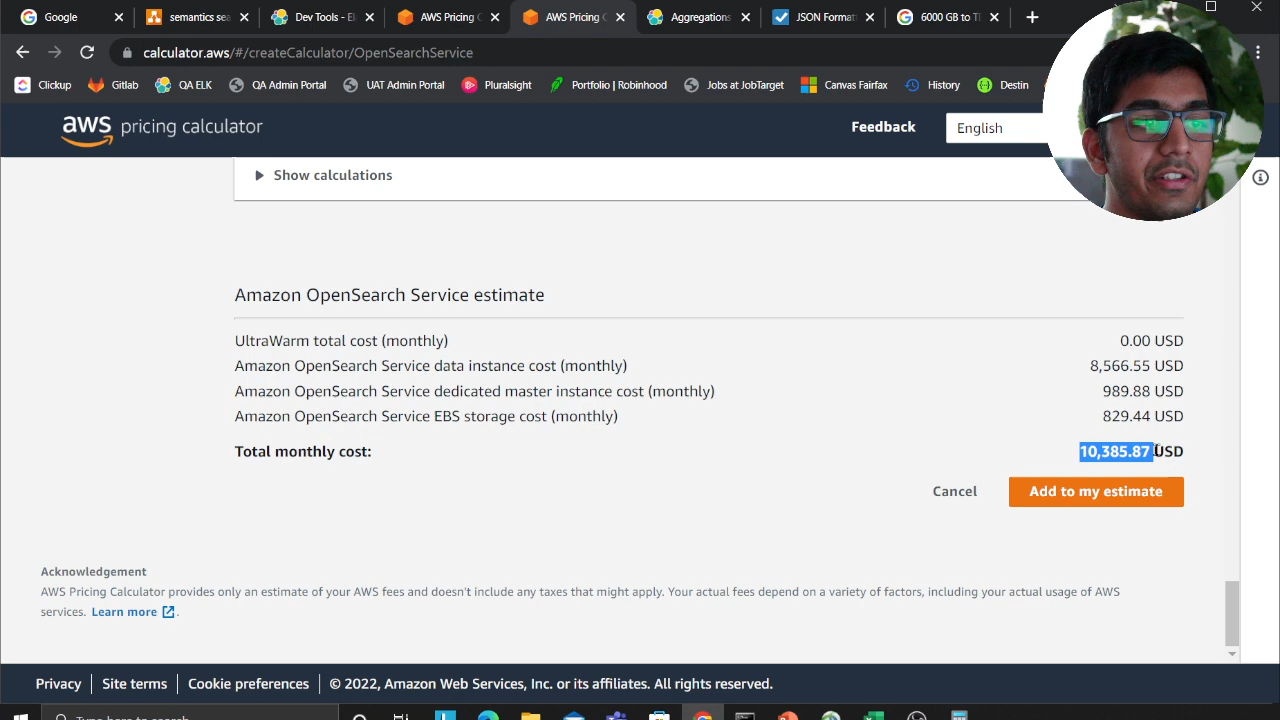 Google
semantics sea
Dev Tools - El
AWS Pricing C
AWS Pricing C
Aggregations
JSON Formatt
6000 GB to TB
calculator.aws/#/createCalculator/OpenSearchService
Clickup
Gitlab
QA ELK
QA Admin Portal
UAT Admin Portal
Pluralsight
Portfolio | Robinhood
Jobs at JobTarget
Canvas Fairfax
History
Destin
aws pricing calculator
Feedback
English
Show calculations
Amazon OpenSearch Service estimate
UltraWarm total cost (monthly) 0.00 USD
Amazon OpenSearch Service data instance cost (monthly) 8,566.55 USD
Amazon OpenSearch Service dedicated master instance cost (monthly) 989.88 USD
Amazon OpenSearch Service EBS storage cost (monthly) 829.44 USD
Total monthly cost: 10,385.87 USD
Cancel
Add to my estimate
Acknowledgement
AWS Pricing Calculator provides only an estimate of your AWS fees and doesn't include any taxes that might apply. Your actual fees depend on a variety of factors, including your actual usage of AWS
services. Learn more .
Privacy
Site terms
Cookie preferences
© 2022, Amazon Web Services, Inc. or its affiliates. All rights reserved.
Type here to search